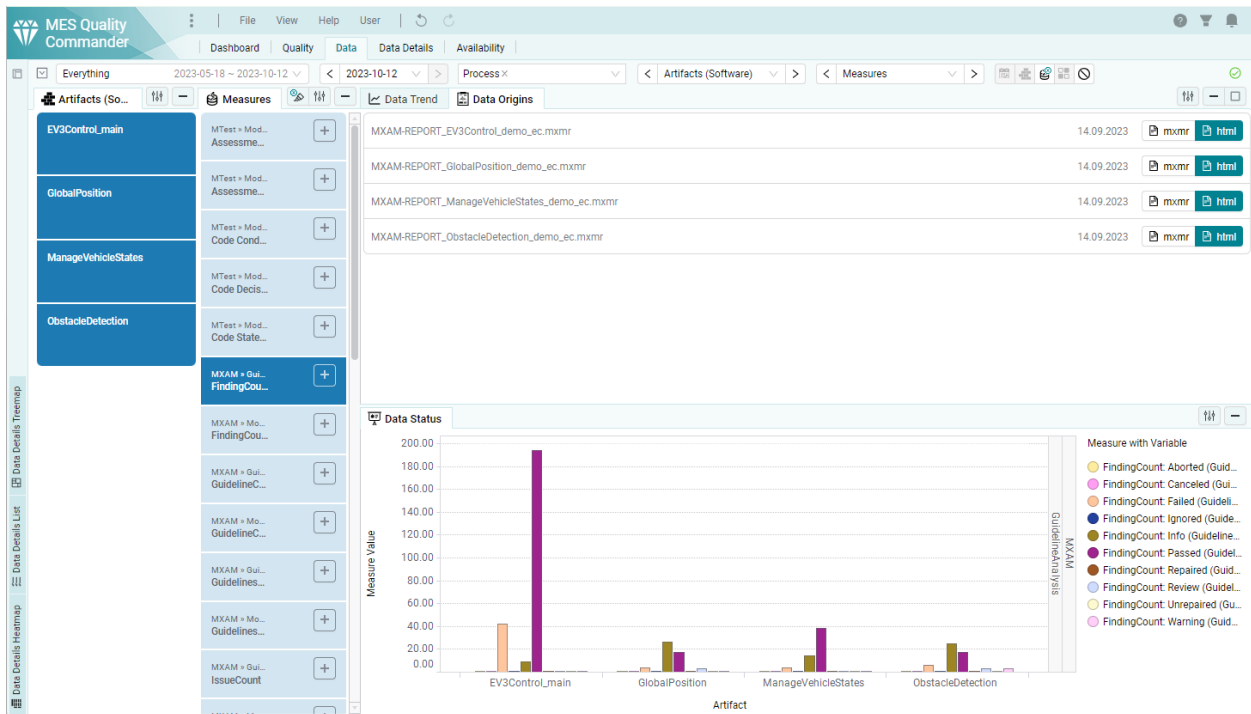 MES Quality
Commander
File View Help User
Dashboard Quality Data Data Details Availability
Everything 2023-05-18 ~ 2023-10-12
2023-10-12
Process ×
Artifacts (Software)
Measures
Artifacts (So...
Measures
Data Trend
Data Origins
EV3Control_main
GlobalPosition
ManageVehicleStates
ObstacleDetection
MTest » Mod...
Assessme...
MTest » Mod...
Assessme...
MTest » Mod...
Code Cond...
MTest » Mod...
Code Decis...
MTest » Mod...
Code State...
MXAM » Gui...
FindingCou...
MXAM » Mo...
FindingCou...
MXAM » Gui...
GuidelineC...
MXAM » Mo...
GuidelineC...
MXAM » Gui...
Guidelines...
MXAM » Mo...
Guidelines...
MXAM » Gui...
IssueCount
MXAM-REPORT_EV3Control_demo_ec.mxmr 14.09.2023 mxmr html
MXAM-REPORT_GlobalPosition_demo_ec.mxmr 14.09.2023 mxmr html
MXAM-REPORT_ManageVehicleStates_demo_ec.mxmr 14.09.2023 mxmr html
MXAM-REPORT_ObstacleDetection_demo_ec.mxmr 14.09.2023 mxmr html
Data Details Treemap
Data Details List
Data Details Heatmap
Data Status
Measure Value
200.00
180.00
160.00
140.00
120.00
100.00
80.00
60.00
40.00
20.00
0.00
EV3Control_main GlobalPosition ManageVehicleStates ObstacleDetection
Artifact
GuidelineAnalysis
MXAM
Measure with Variable
FindingCount: Aborted (Guid...
FindingCount: Canceled (Gui...
FindingCount: Failed (Guideli...
FindingCount: Ignored (Guide...
FindingCount: Info (Guideline...
FindingCount: Passed (Guidel...
FindingCount: Repaired (Guid...
FindingCount: Review (Guidel...
FindingCount: Unrepaired (Gu...
FindingCount: Warning (Guid...